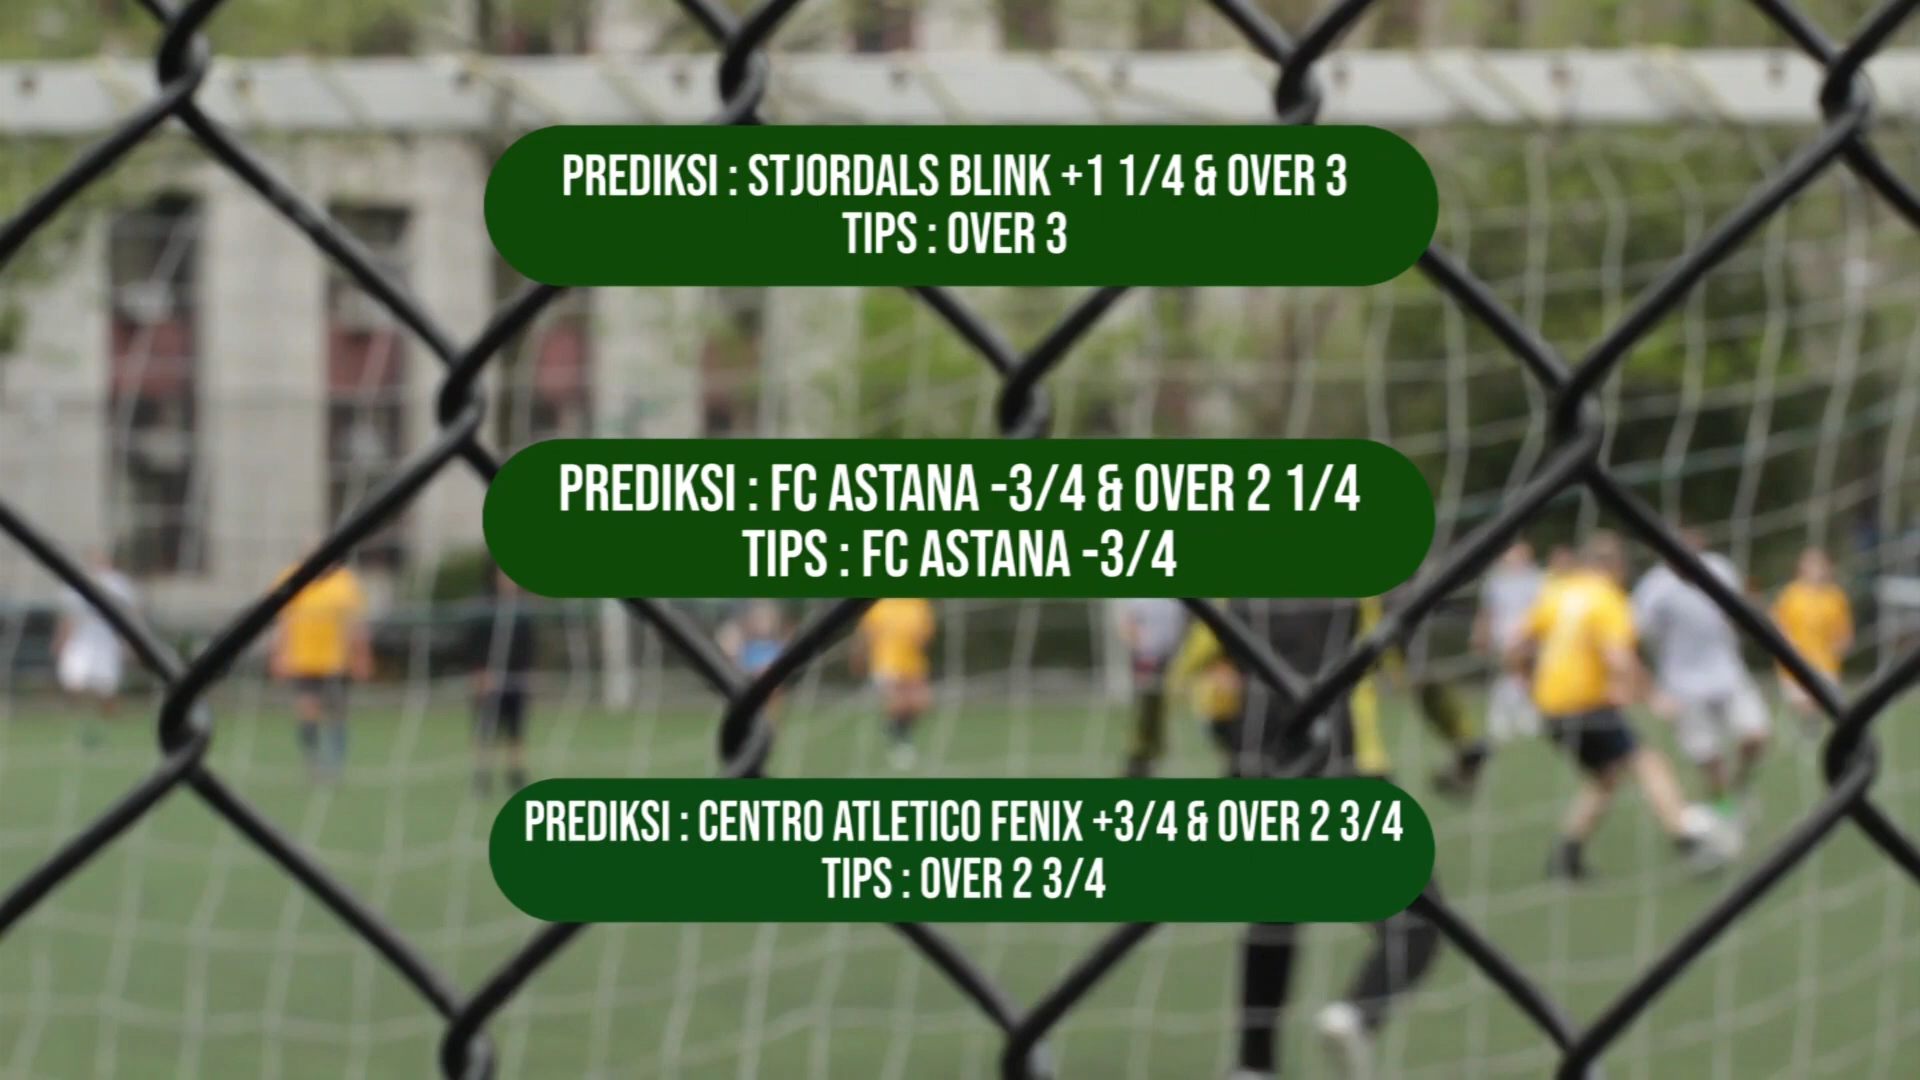 PREDIKSI : STJORDALS BLINK +1 1/4 & OVER 3
TIPS : OVER 3
PREDIKSI : FC ASTANA -3/4 & OVER 2 1/4
TIPS : FC ASTANA -3/4
PREDIKSI : CENTRO ATLETICO FENIX +3/4 & OVER 2 3/4
TIPS : OVER 2 3/4